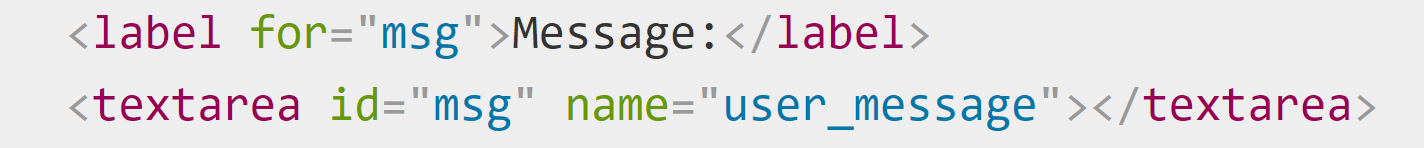 <label for="msg">Message:</label>
<textarea id="msg" name="user_message"></textarea>